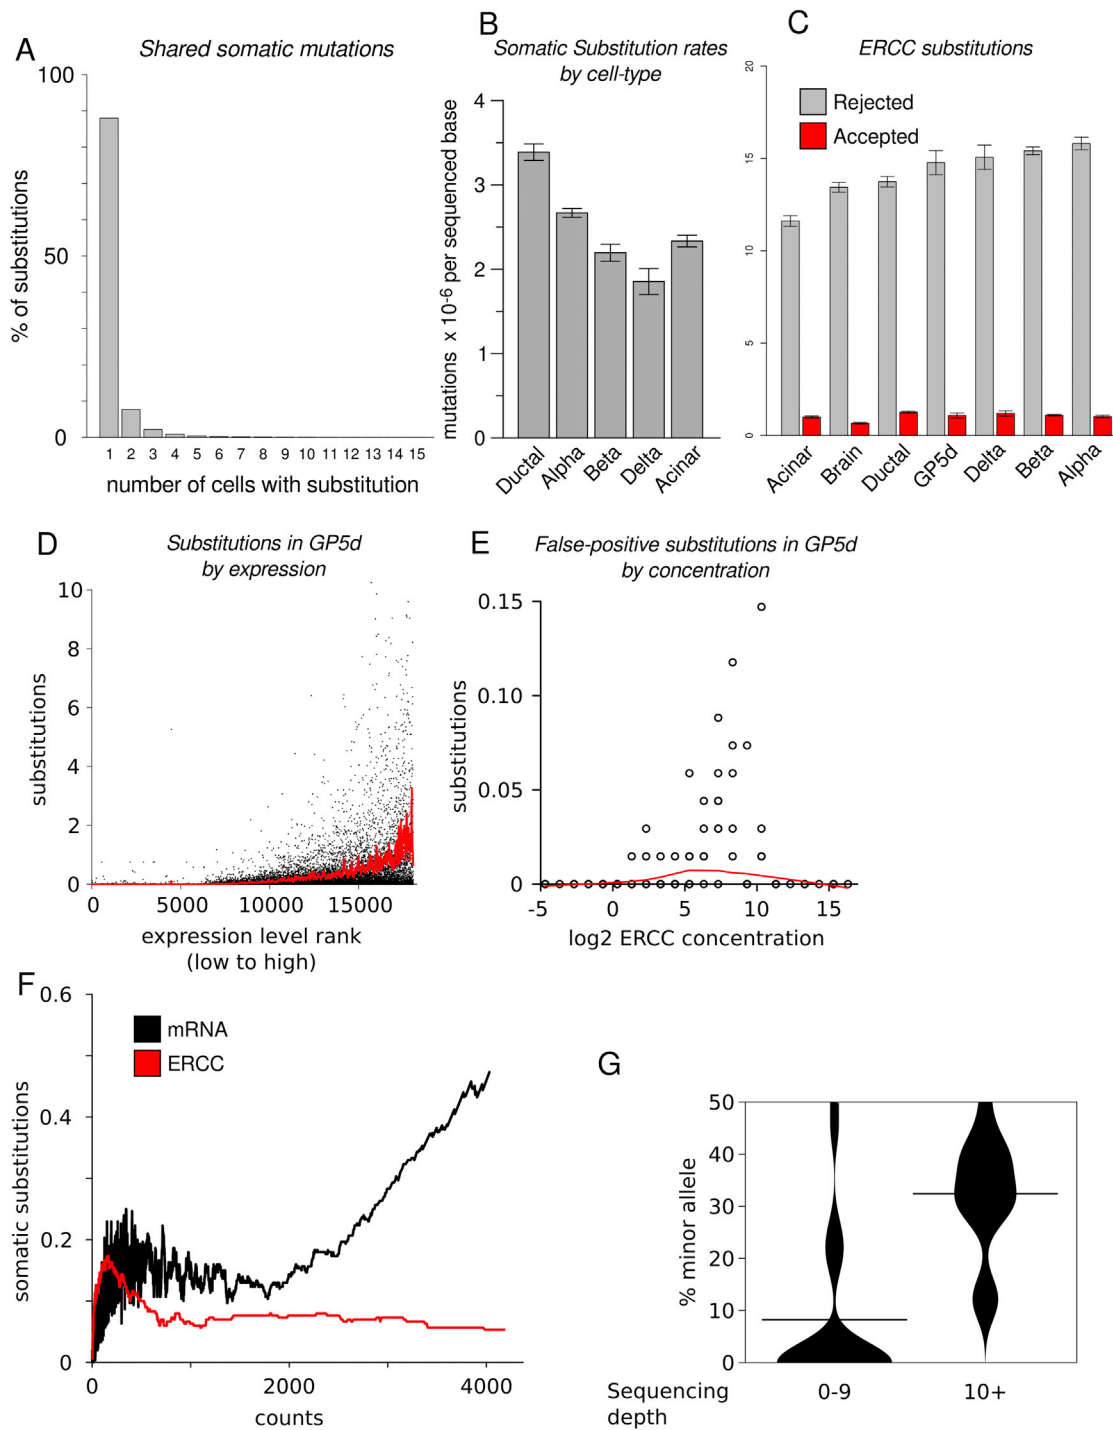 A
Shared somatic mutations
100
50
0
% of substitutions
1 2 3 4 5 6 7 8 9 10 11 12 13 14 15
number of cells with substitution
B
Somatic Substitution rates
by cell-type
4
3
2
1
0
mutations x 10-6 per sequenced base
Ductal
Alpha
Beta
Delta
Acinar
C
ERCC substitutions
20
15
10
5
0
Rejected
Accepted
Acinar
Brain
Ductal
GP5d
Delta
Beta
Alpha
D
Substitutions in GP5d
by expression
10
8
6
4
2
0
substitutions
0 5000 10000 15000
expression level rank
(low to high)
E
False-positive substitutions in GP5d
by concentration
0.15
0.10
0.05
0
substitutions
-5 0 5 10 15
log2 ERCC concentration
F
0.6
0.4
0.2
0
somatic substitutions
mRNA
ERCC
0 2000 4000
counts
G
50
40
30
20
10
0
% minor allele
Sequencing
depth
0-9 10+